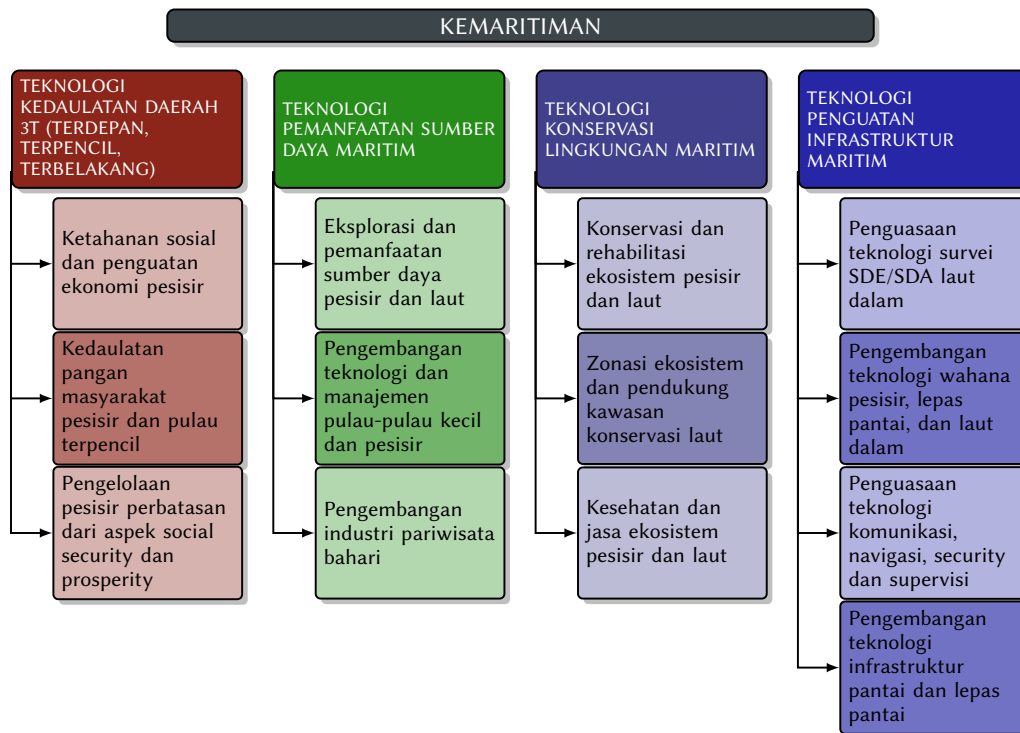 KEMARITIMAN
TEKNOLOGI
KEDAULATAN DAERAH
3T (TERDEPAN,
TERPENCIL,
TERBELAKANG)
Ketahanan sosial
dan penguatan
ekonomi pesisir
Kedaulatan
pangan
masyarakat
pesisir dan pulau
terpencil
Pengelolaan
pesisir perbatasan
dari aspek social
security dan
prosperity
TEKNOLOGI
PEMANFAATAN SUMBER
DAYA MARITIM
Eksplorasi dan
pemanfaatan
sumber daya
pesisir dan laut
Pengembangan
teknologi dan
manajemen
pulau-pulau kecil
dan pesisir
Pengembangan
industri pariwisata
bahari
TEKNOLOGI
KONSERVASI
LINGKUNGAN MARITIM
Konservasi dan
rehabilitasi
ekosistem pesisir
dan laut
Zonasi ekosistem
dan pendukung
kawasan
konservasi laut
Kesehatan dan
jasa ekosistem
pesisir dan laut
TEKNOLOGI
PENGUATAN
INFRASTRUKTUR
MARITIM
Penguasaan
teknologi survei
SDE/SDA laut
dalam
Pengembangan
teknologi wahana
pesisir, lepas
pantai, dan laut
dalam
Penguasaan
teknologi
komunikasi,
navigasi, security
dan supervisi
Pengembangan
teknologi
infrastruktur
pantai dan lepas
pantai